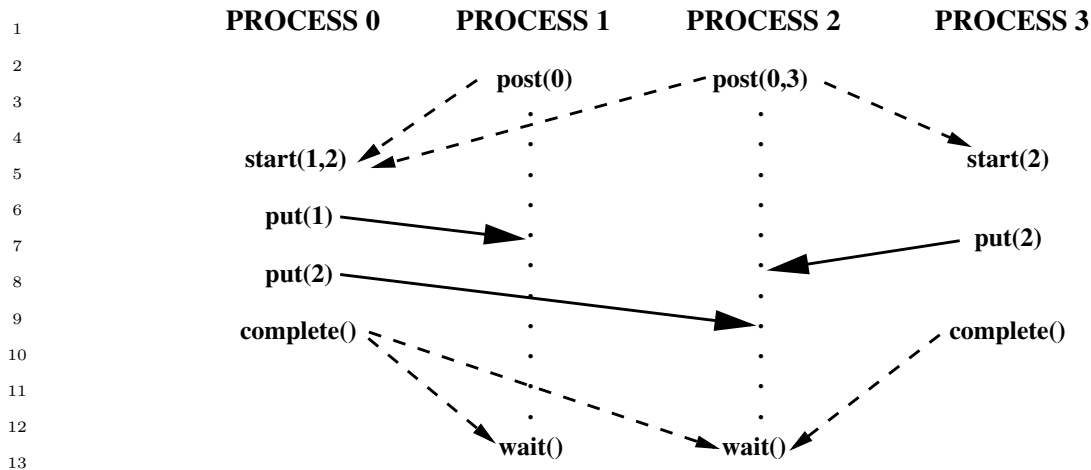 1 PROCESS 0 PROCESS 1 PROCESS 2 PROCESS 3
2 post(0) post(0,3)
3
4
start(1,2) start(2)
5
6 put(1)
7 put(2)
8 put(2)
9 complete() complete()
10
11
12
wait() wait()
13